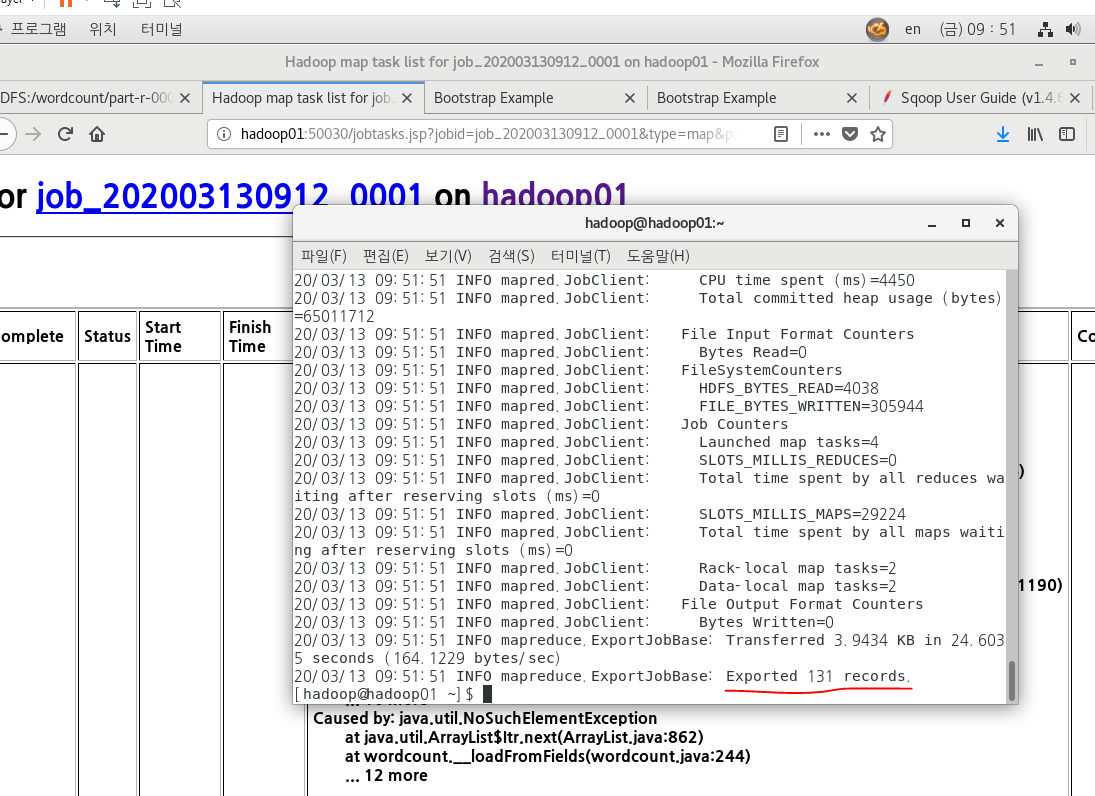 프로그램 위치 터미널 en (금) 09 : 51
Hadoop map task list for job_202003130912_0001 on hadoop01 - Mozilla Firefox
DFS:/wordcount/part-r-000 Hadoop map task list for job_ Bootstrap Example Bootstrap Example Sqoop User Guide (v1.4.6
hadoop01:50030/jobtasks.jsp?jobid=job_202003130912_0001&type=map&p
or job_202003130912_0001 on hadoop01
hadoop@hadoop01:~
파일(F) 편집(E) 보기(V) 검색(S) 터미널(T) 도움말(H)
20/03/13 09:51:51 INFO mapred.JobClient:     CPU time spent (ms)=4450
20/03/13 09:51:51 INFO mapred.JobClient:     Total committed heap usage (bytes)
=65011712
20/03/13 09:51:51 INFO mapred.JobClient:   File Input Format Counters
20/03/13 09:51:51 INFO mapred.JobClient:     Bytes Read=0
20/03/13 09:51:51 INFO mapred.JobClient:   FileSystemCounters
20/03/13 09:51:51 INFO mapred.JobClient:     HDFS_BYTES_READ=4038
20/03/13 09:51:51 INFO mapred.JobClient:     FILE_BYTES_WRITTEN=305944
20/03/13 09:51:51 INFO mapred.JobClient:   Job Counters
20/03/13 09:51:51 INFO mapred.JobClient:     Launched map tasks=4
20/03/13 09:51:51 INFO mapred.JobClient:     SLOTS_MILLIS_REDUCES=0
20/03/13 09:51:51 INFO mapred.JobClient:     Total time spent by all reduces wa
iting after reserving slots (ms)=0
20/03/13 09:51:51 INFO mapred.JobClient:     SLOTS_MILLIS_MAPS=29224
20/03/13 09:51:51 INFO mapred.JobClient:     Total time spent by all maps waiti
ng after reserving slots (ms)=0
20/03/13 09:51:51 INFO mapred.JobClient:     Rack-local map tasks=2
20/03/13 09:51:51 INFO mapred.JobClient:     Data-local map tasks=2
20/03/13 09:51:51 INFO mapred.JobClient:   File Output Format Counters
20/03/13 09:51:51 INFO mapred.JobClient:     Bytes Written=0
20/03/13 09:51:51 INFO mapreduce.ExportJobBase: Transferred 3.9434 KB in 24.603
5 seconds (164.1229 bytes/sec)
20/03/13 09:51:51 INFO mapreduce.ExportJobBase: Exported 131 records.
[hadoop@hadoop01 ~]$
omplete Status Start Time Finish Time Co
)
1190)
Caused by: java.util.NoSuchElementException
at java.util.ArrayList$Itr.next(ArrayList.java:862)
at wordcount.__loadFromFields(wordcount.java:244)
... 12 more